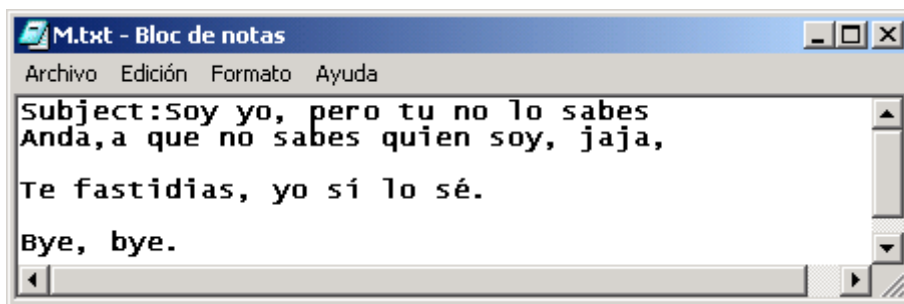 M.txt - Bloc de notas
Archivo Edición Formato Ayuda
Subject:Soy yo, pero tu no lo sabes
Anda,a que no sabes quien soy, jaja,
Te fastidias, yo sí lo sé.
Bye, bye.